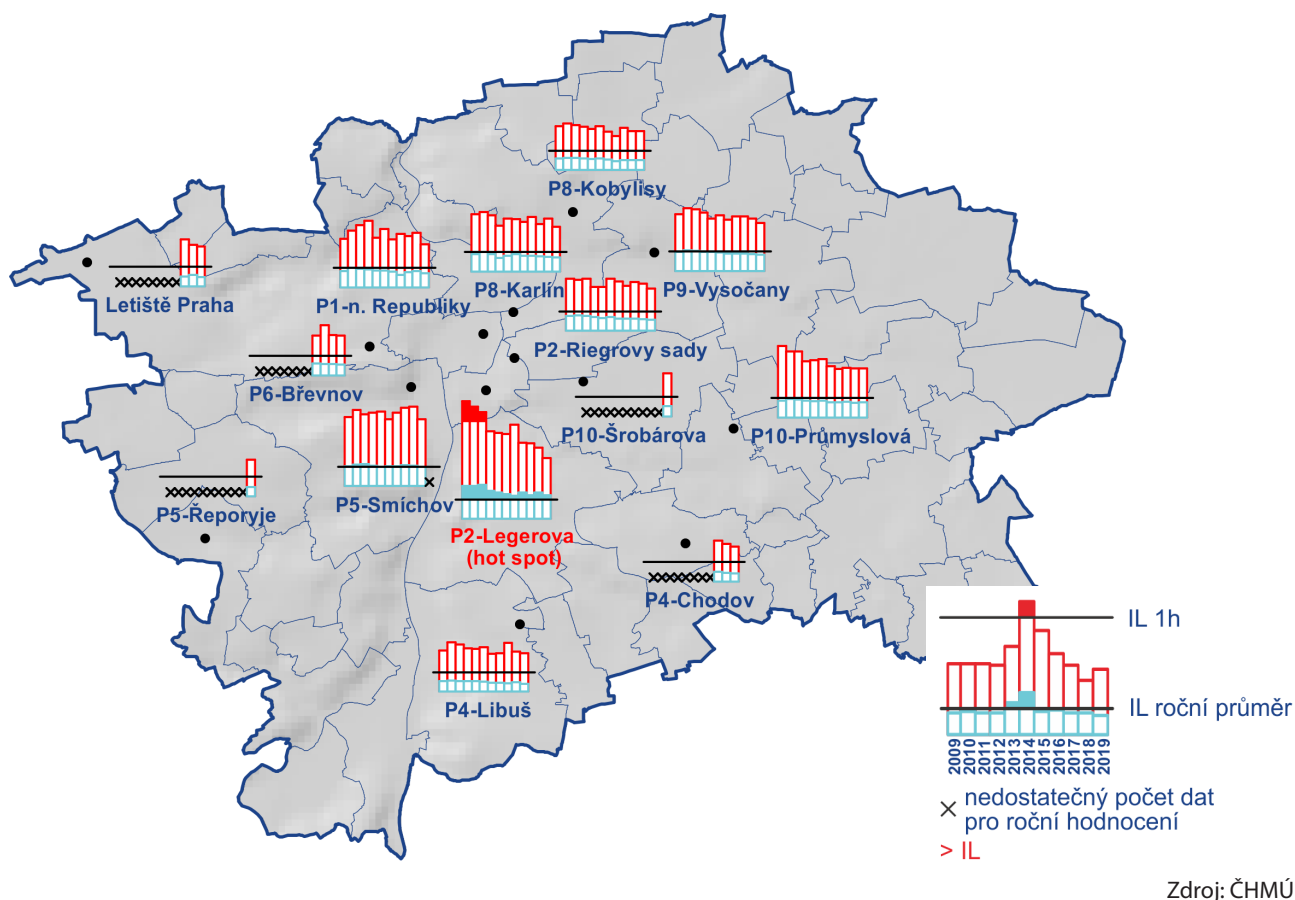 P8-Kobylisy
Letiště Praha
P1-n. Republiky
P8-Karlín
P9-Vysočany
P2-Riegrovy sady
P6-Břevnov
P10-Šrobárova
P10-Průmyslová
P5-Řeporyje
P5-Smíchov
P2-Legerova
(hot spot)
P4-Chodov
P4-Libuš
IL 1h
IL roční průměr
2009
2010
2011
2012
2013
2014
2015
2016
2017
2018
2019
× nedostatečný počet dat
pro roční hodnocení
> IL
Zdroj: ČHMÚ